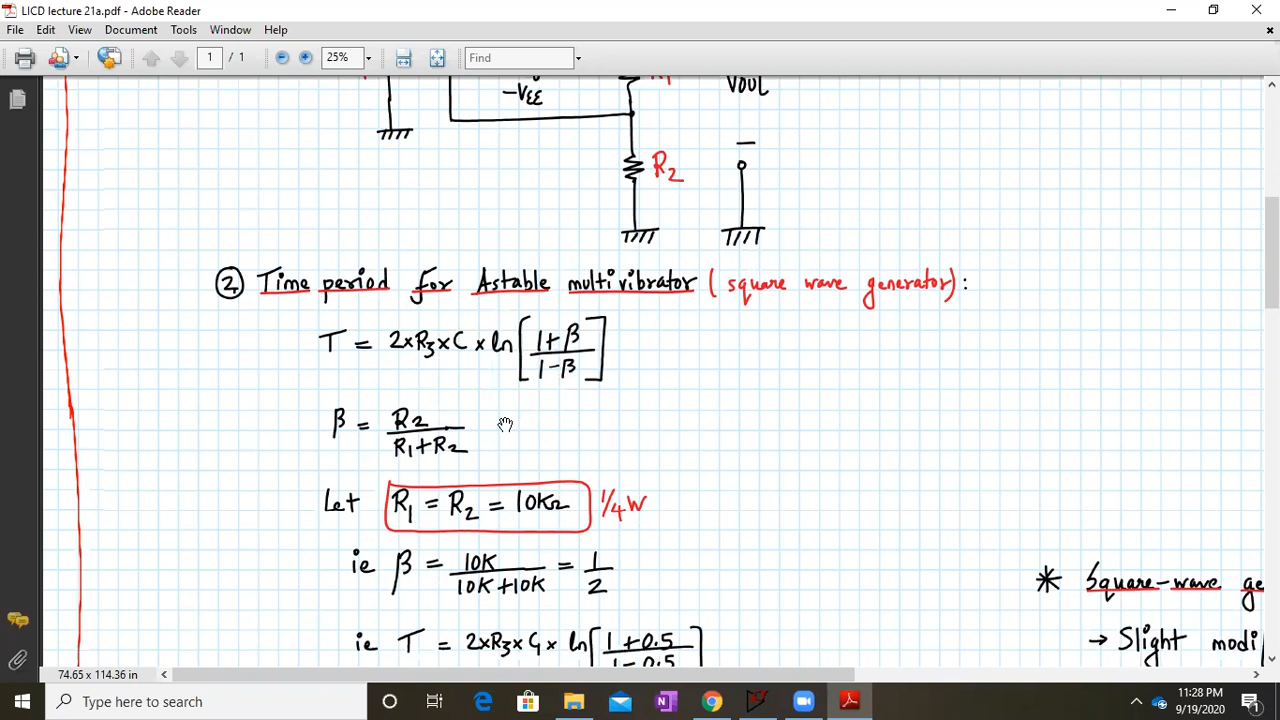 LICD lecture 21a.pdf - Adobe Reader
File Edit View Document Tools Window Help
1 / 1 25% Find
-VEE
R1
Vout
R2
② Time period for Astable multivibrator ( square wave generator) :
T = 2×R3×C × ln[1+β / 1-β]
β = R2 / R1+R2
Let R1 = R2 = 10KΩ 1/4 W
ie β = 10K / 10K+10K = 1/2
* Square-wave ge
ie T = 2×R3×C1× ln[1+0.5 / 1-0.5]
→ Slight modi
74.65 x 114.36 in
Type here to search
11:28 PM
9/19/2020